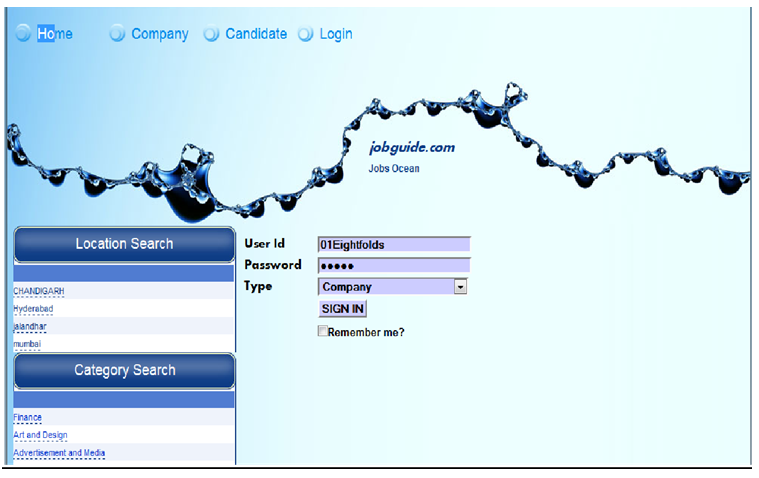 Home Company Candidate Login
jobguide.com
Jobs Ocean
Location Search
CHANDIGARH
Hyderabad
jalandhar
mumbai
Category Search
Finance
Art and Design
Advertisement and Media
User Id 01Eightfolds
Password •••••
Type Company
SIGN IN
Remember me?